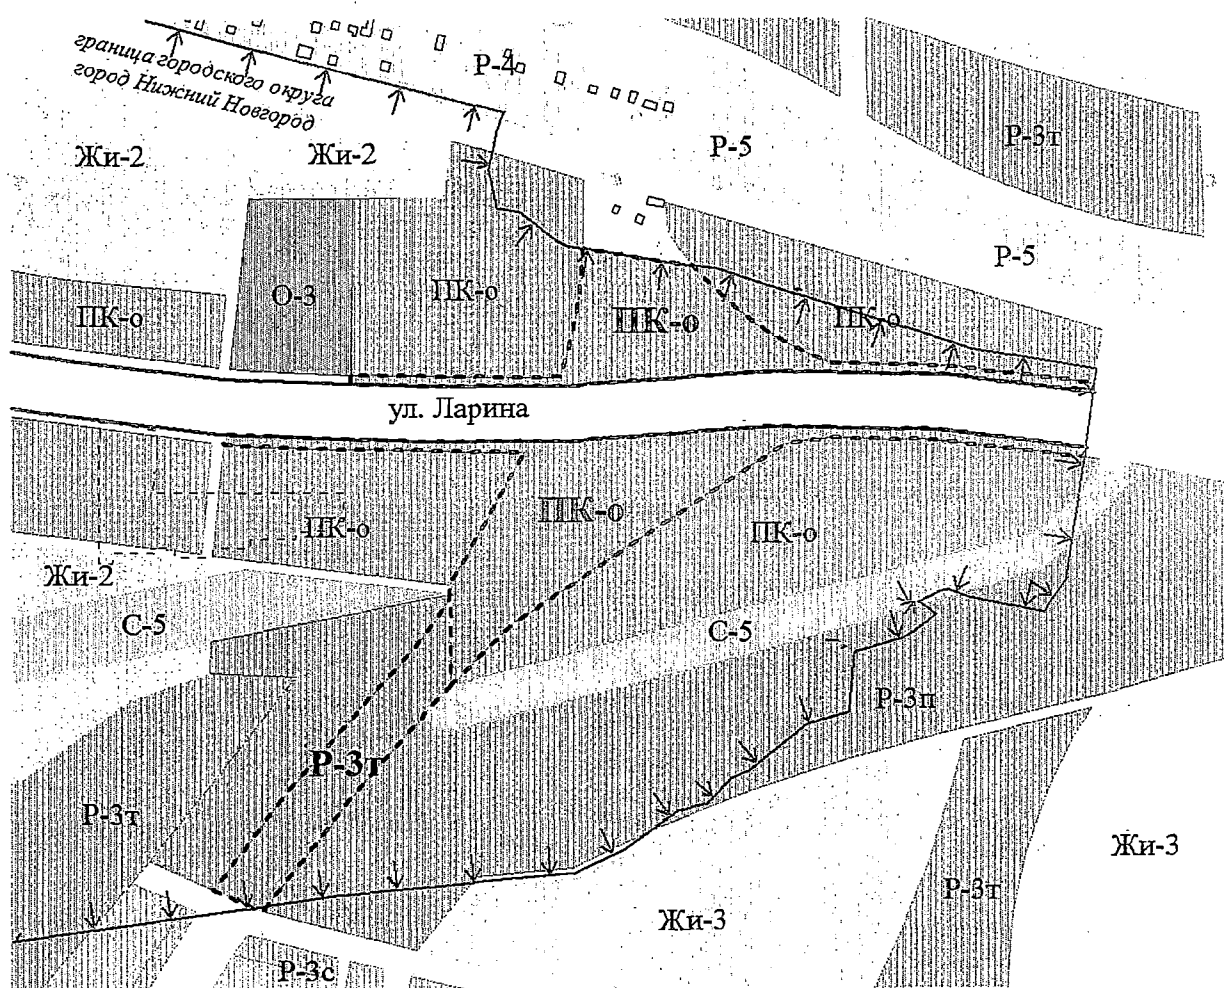 граница городского округа
город Нижний Новгород
Р-4
Жи-2
Жи-2
Р-5
Р-3т
Р-5
ПК-о
О-3
ПК-о
ПК-о
ПК-о
ул. Ларина
ПК-о
ПК-о
ПК-о
Жи-2
С-5
С-5
Р-3п
Р-3т
Р-3т
Жи-3
Р-3т
Жи-3
Р-3с